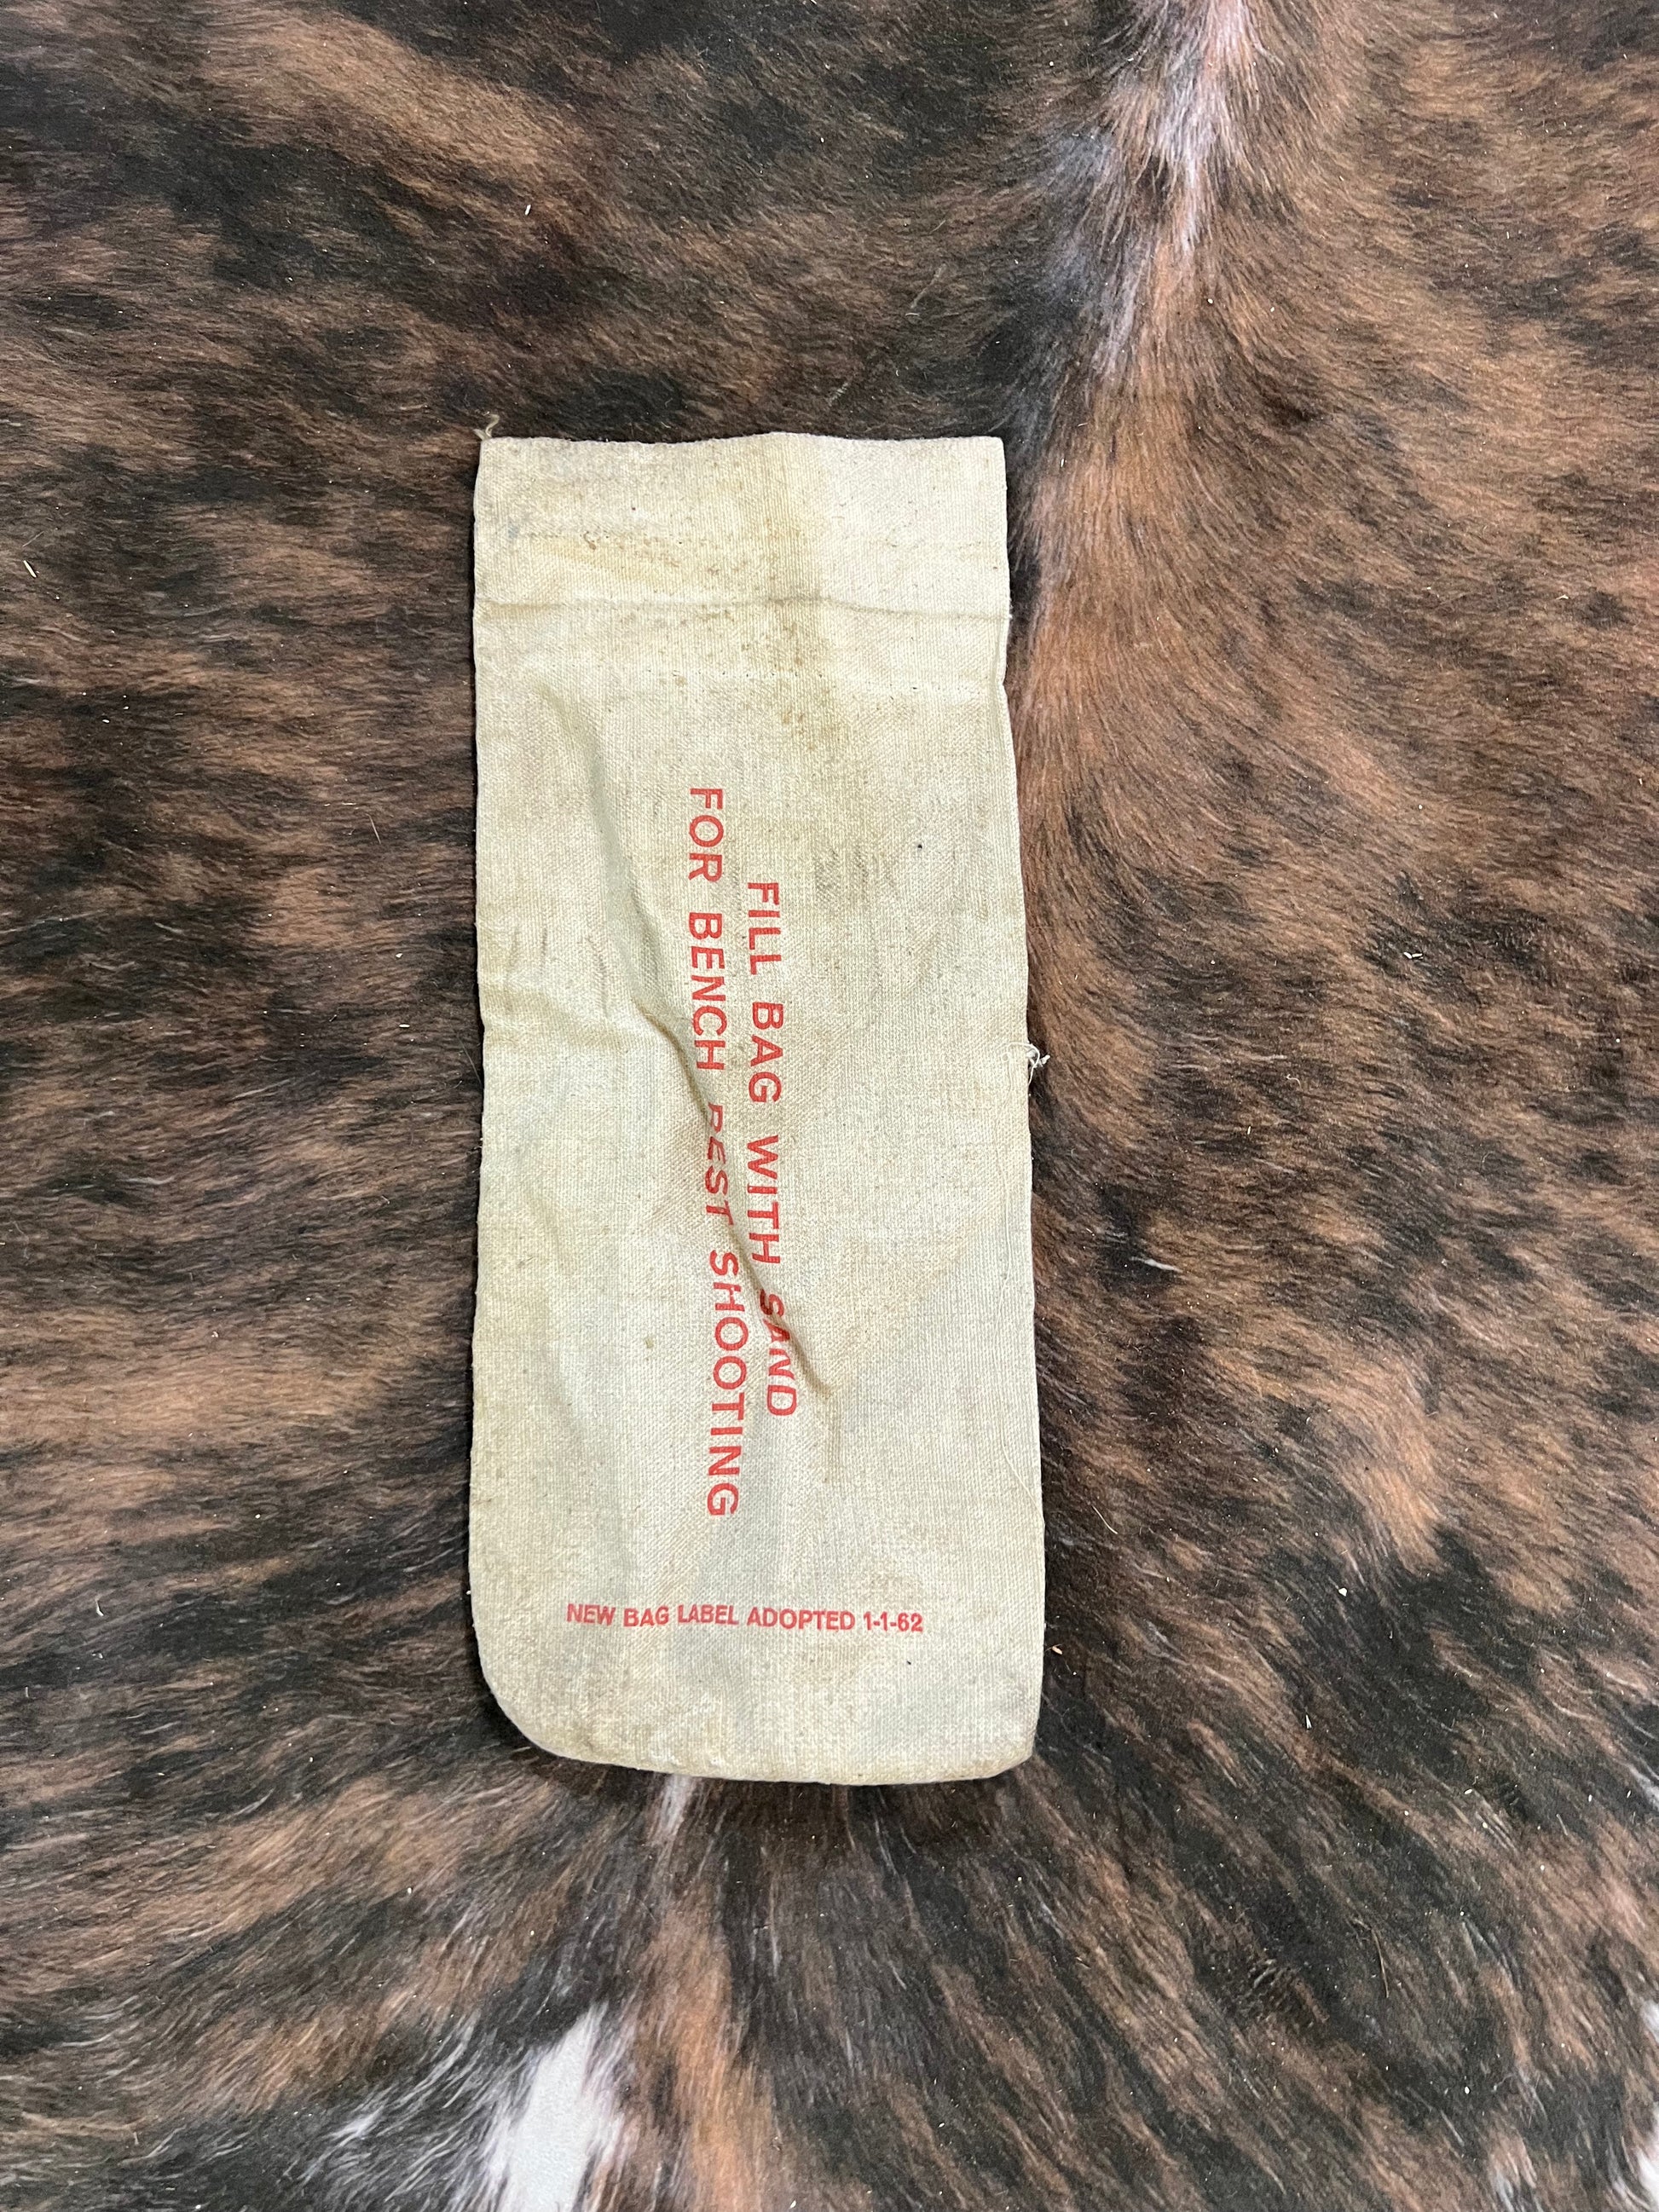 FILL BAG WITH SAND
FOR BENCH REST SHOOTING
NEW BAG LABEL ADOPTED 1-1-62